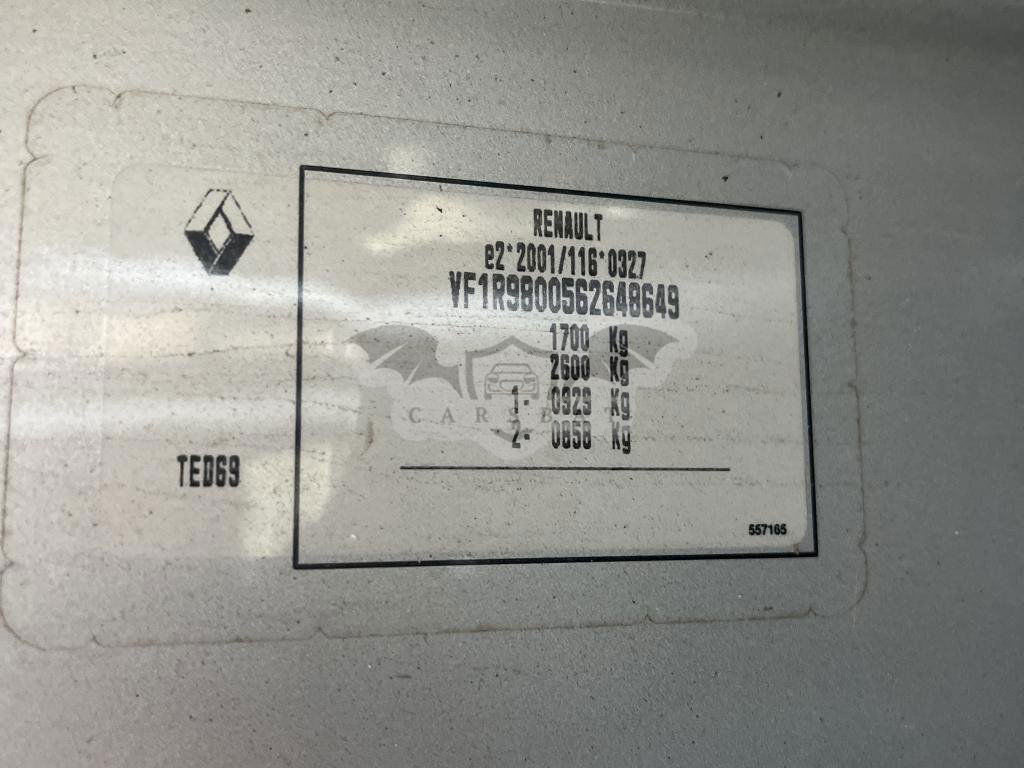 RENAULT
e2*2001/116*0327
VF1R9800562648649
1700 Kg
2600 Kg
1- 0929 Kg
2- 0858 Kg
TED69
557165